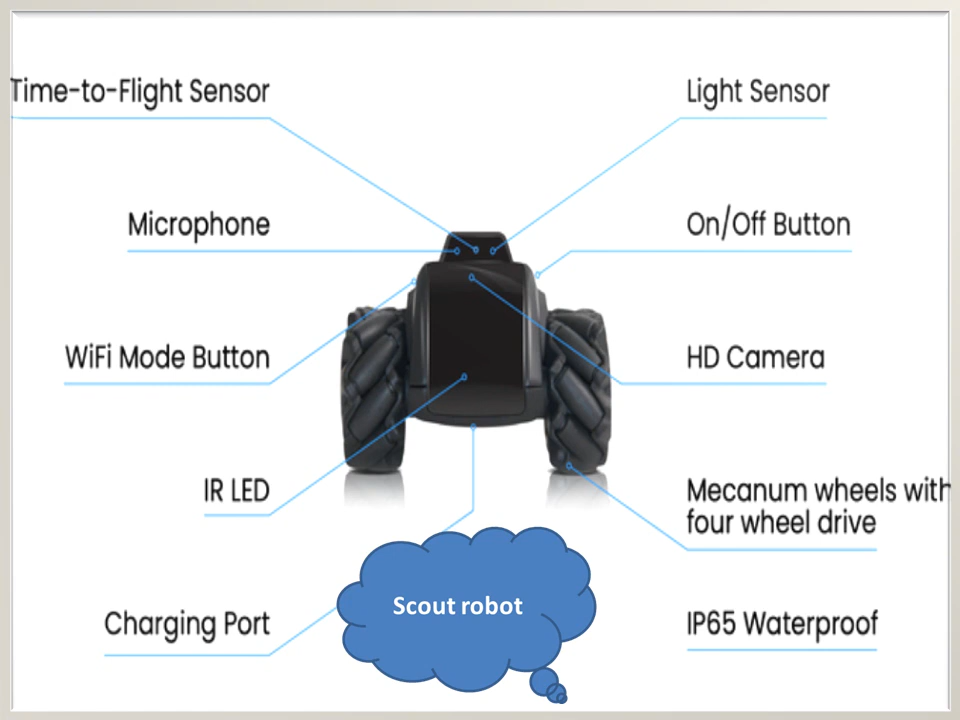 Time-to-Flight Sensor
Light Sensor
Microphone
On/Off Button
WiFi Mode Button
HD Camera
IR LED
Mecanum wheels with
four wheel drive
Scout robot
Charging Port
IP65 Waterproof